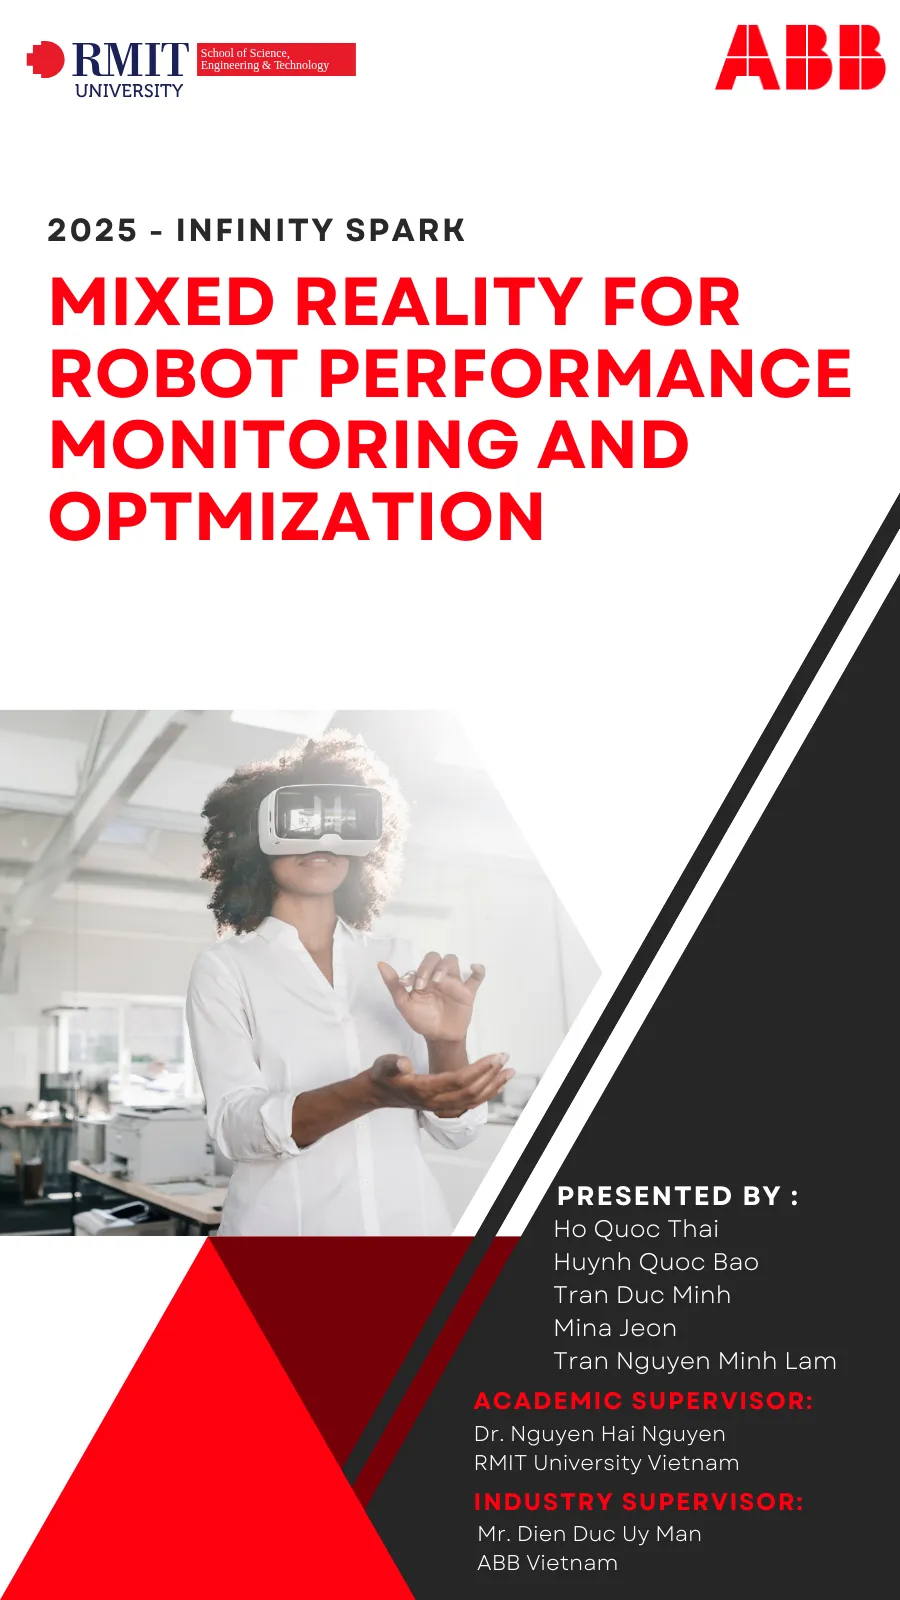 RMIT
UNIVERSITY
School of Science,
Engineering & Technology
ABB
2025 - INFINITY SPARK
MIXED REALITY FOR
ROBOT PERFORMANCE
MONITORING AND
OPTMIZATION
PRESENTED BY :
Ho Quoc Thai
Huynh Quoc Bao
Tran Duc Minh
Mina Jeon
Tran Nguyen Minh Lam
ACADEMIC SUPERVISOR:
Dr. Nguyen Hai Nguyen
RMIT University Vietnam
INDUSTRY SUPERVISOR:
Mr. Dien Duc Uy Man
ABB Vietnam